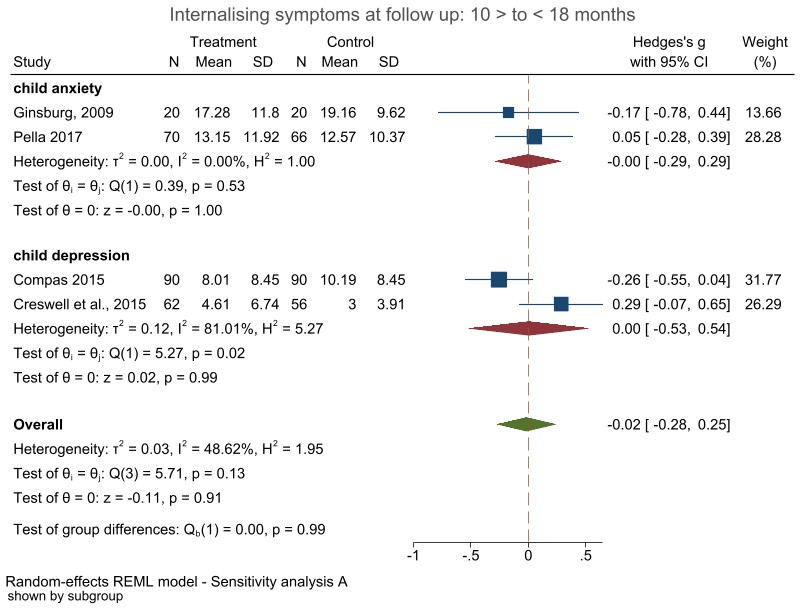 Internalising symptoms at follow up: 10 > to < 18 months
Treatment Control Hedges's g Weight
Study N Mean SD N Mean SD with 95% CI (%)
child anxiety
Ginsburg, 2009 20 17.28 11.8 20 19.16 9.62 -0.17 [ -0.78, 0.44] 13.66
Pella 2017 70 13.15 11.92 66 12.57 10.37 0.05 [ -0.28, 0.39] 28.28
Heterogeneity: τ² = 0.00, I² = 0.00%, H² = 1.00 -0.00 [ -0.29, 0.29]
Test of θᵢ = θⱼ: Q(1) = 0.39, p = 0.53
Test of θ = 0: z = -0.00, p = 1.00
child depression
Compas 2015 90 8.01 8.45 90 10.19 8.45 -0.26 [ -0.55, 0.04] 31.77
Creswell et al., 2015 62 4.61 6.74 56 3 3.91 0.29 [ -0.07, 0.65] 26.29
Heterogeneity: τ² = 0.12, I² = 81.01%, H² = 5.27 0.00 [ -0.53, 0.54]
Test of θᵢ = θⱼ: Q(1) = 5.27, p = 0.02
Test of θ = 0: z = 0.02, p = 0.99
Overall -0.02 [ -0.28, 0.25]
Heterogeneity: τ² = 0.03, I² = 48.62%, H² = 1.95
Test of θᵢ = θⱼ: Q(3) = 5.71, p = 0.13
Test of θ = 0: z = -0.11, p = 0.91
Test of group differences: Q_b(1) = 0.00, p = 0.99
-1 -.5 0 .5
Random-effects REML model - Sensitivity analysis A
shown by subgroup